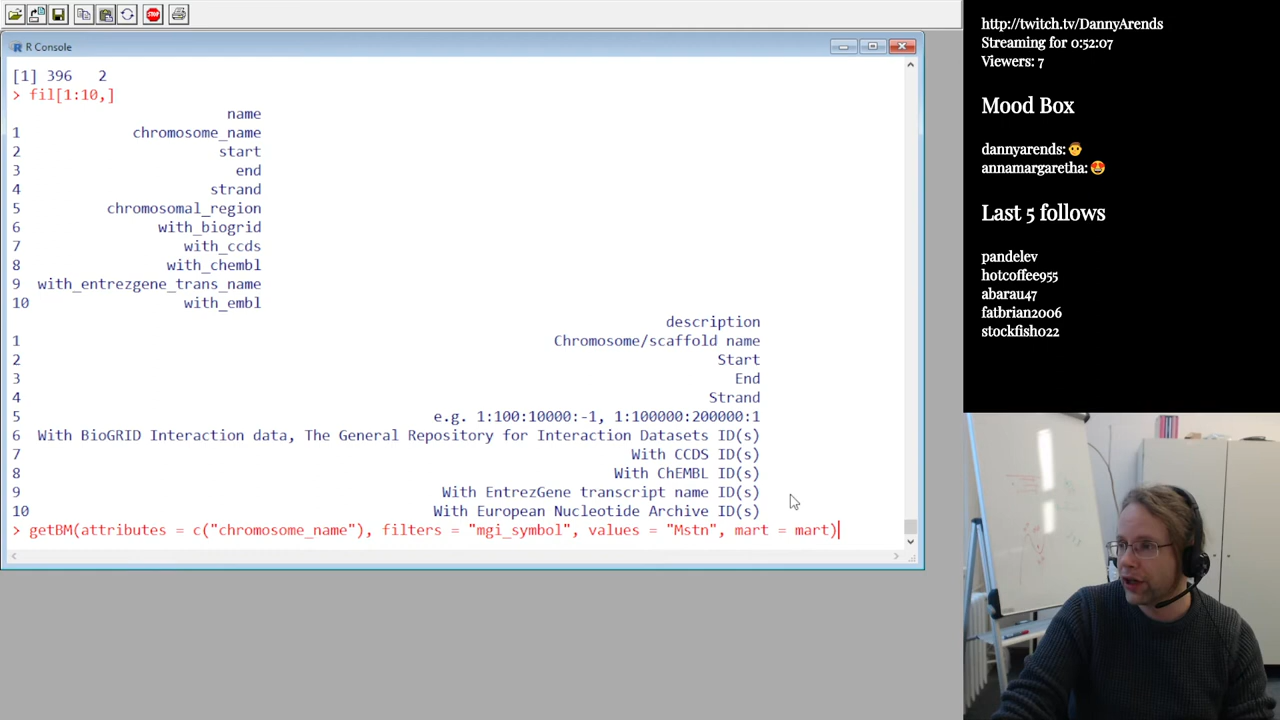 STOP
R Console
[1] 396 2
> fil[1:10,]
name
1 chromosome_name
2 start
3 end
4 strand
5 chromosomal_region
6 with_biogrid
7 with_ccds
8 with_chembl
9 with_entrezgene_trans_name
10 with_embl
description
1 Chromosome/scaffold name
2 Start
3 End
4 Strand
5 e.g. 1:100:10000:-1, 1:100000:200000:1
6 With BioGRID Interaction data, The General Repository for Interaction Datasets ID(s)
7 With CCDS ID(s)
8 With ChEMBL ID(s)
9 With EntrezGene transcript name ID(s)
10 With European Nucleotide Archive ID(s)
> getBM(attributes = c("chromosome_name"), filters = "mgi_symbol", values = "Mstn", mart = mart)
http://twitch.tv/DannyArends
Streaming for 0:52:07
Viewers: 7
Mood Box
dannyarends: 👨
annamargaretha: 😍
Last 5 follows
pandelev
hotcoffee955
abarau47
fatbrian2006
stockfish022